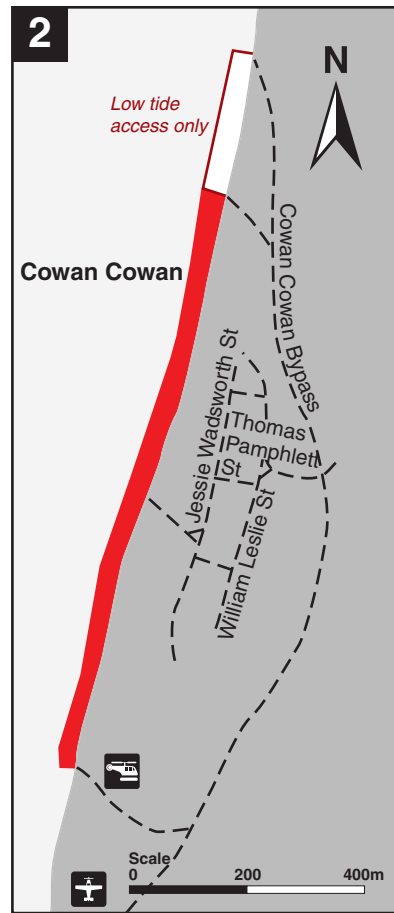 2
Low tide
access only
N
Cowan Cowan
Cowan Cowan Bypass
Jessie Wadsworth St
Thomas
Pamphlett
St
William Leslie St
Scale
0 200 400m